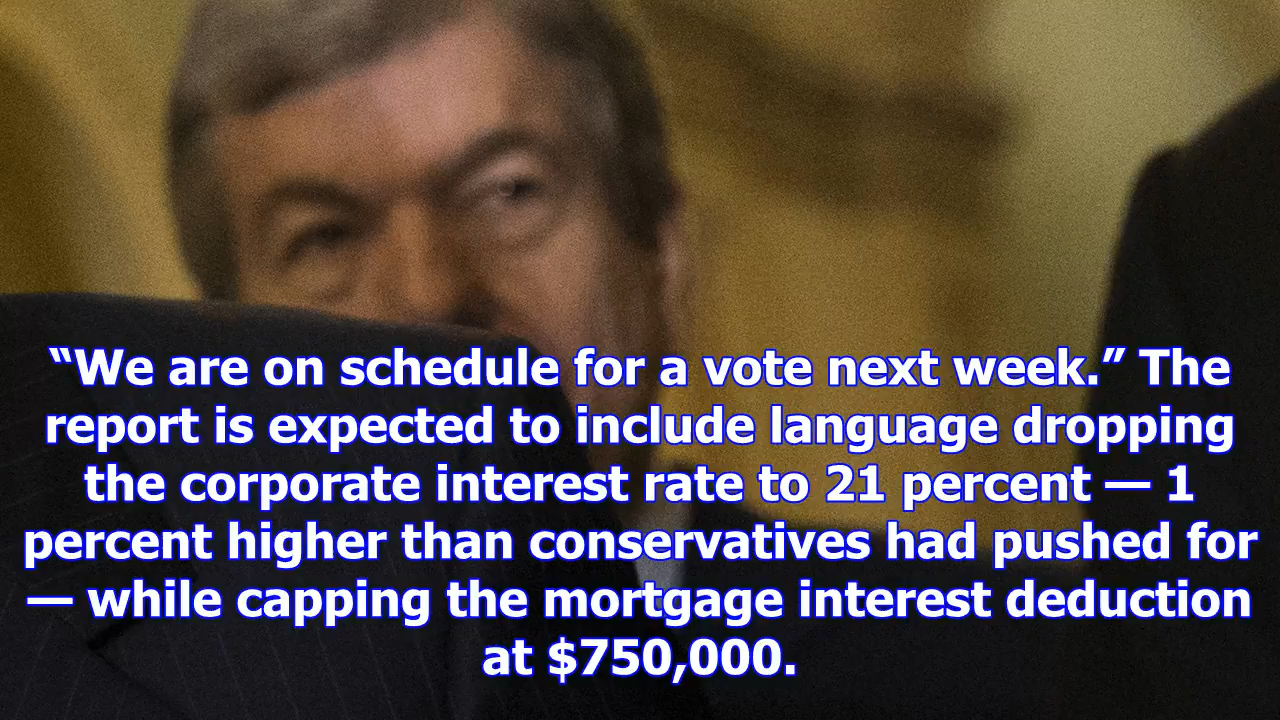 “We are on schedule for a vote next week.” The
report is expected to include language dropping
the corporate interest rate to 21 percent — 1
percent higher than conservatives had pushed for
— while capping the mortgage interest deduction
at $750,000.